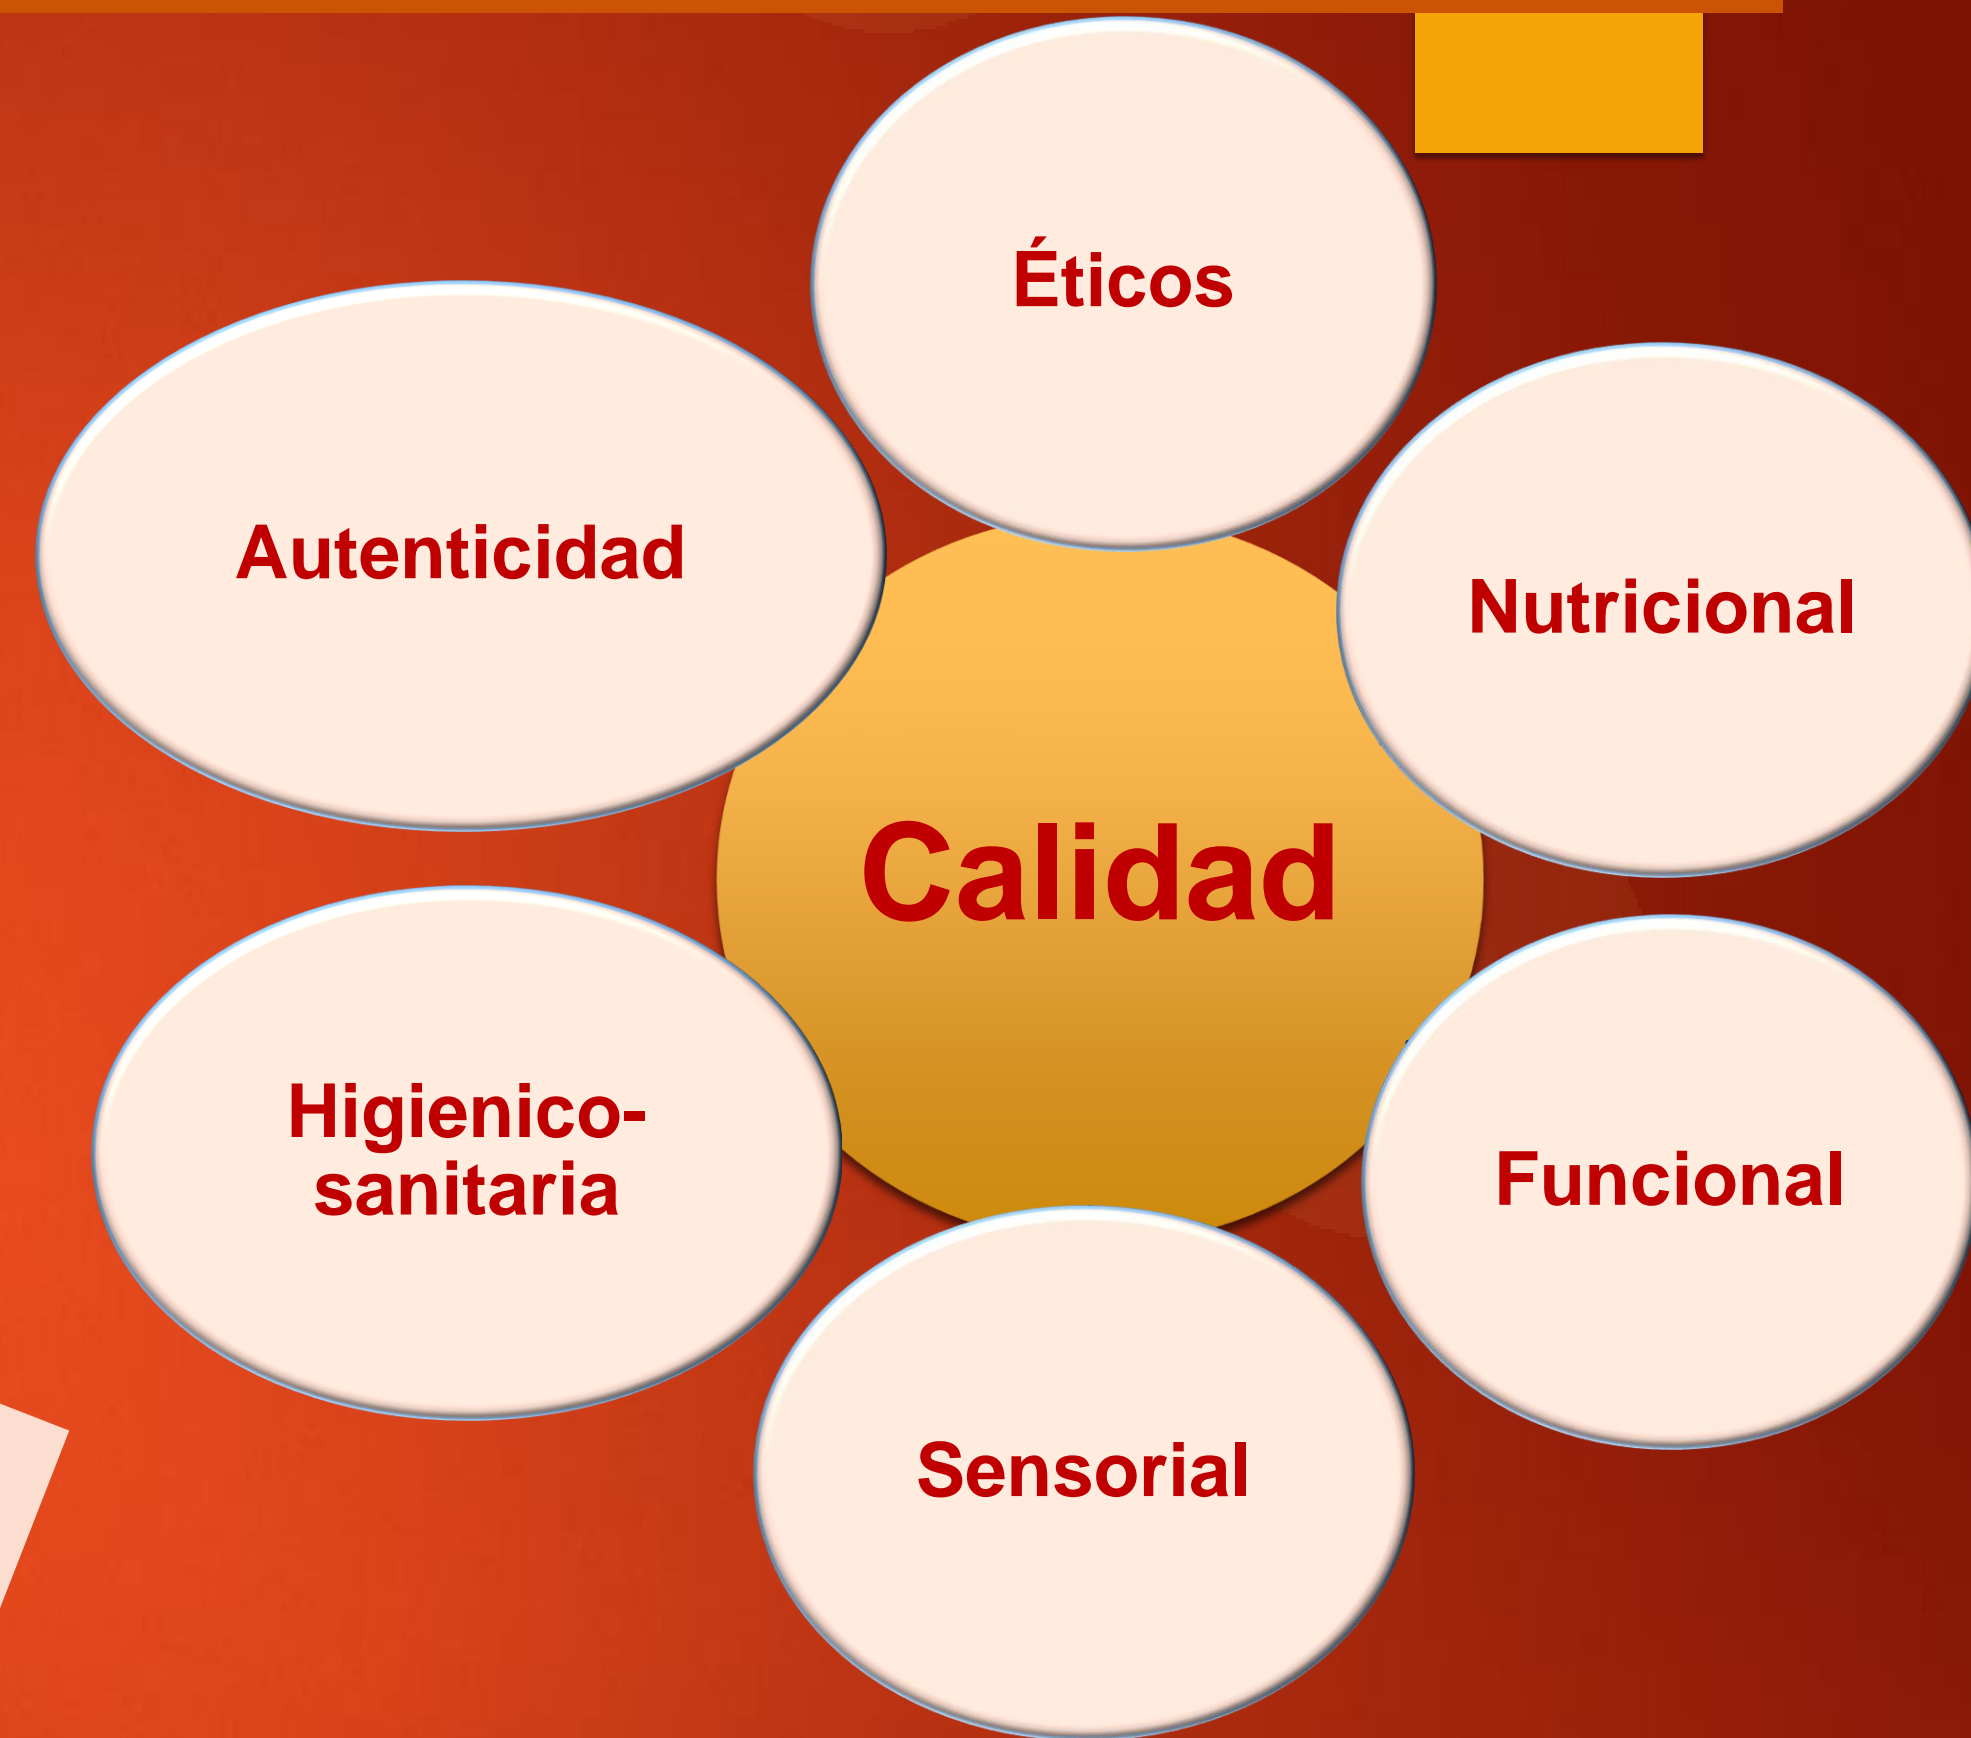 Éticos
Autenticidad
Nutricional
Calidad
Higienico-
sanitaria
Funcional
Sensorial